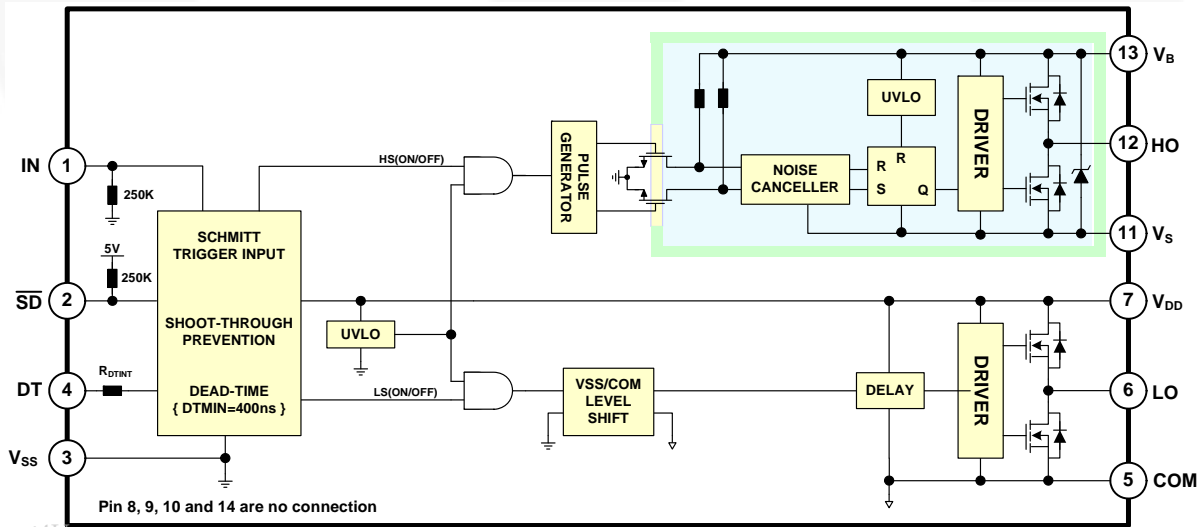 IN
1
250K
5V
250K
SD
2
DT
4
RDTINT
VSS
3
SCHMITT
TRIGGER INPUT
SHOOT-THROUGH
PREVENTION
DEAD-TIME
{ DTMIN=400ns }
HS(ON/OFF)
UVLO
LS(ON/OFF)
PULSE
GENERATOR
NOISE
CANCELLER
UVLO
R
R
S
Q
DRIVER
13
VB
12
HO
11
VS
VSS/COM
LEVEL
SHIFT
DELAY
DRIVER
7
VDD
6
LO
5
COM
Pin 8, 9, 10 and 14 are no connection